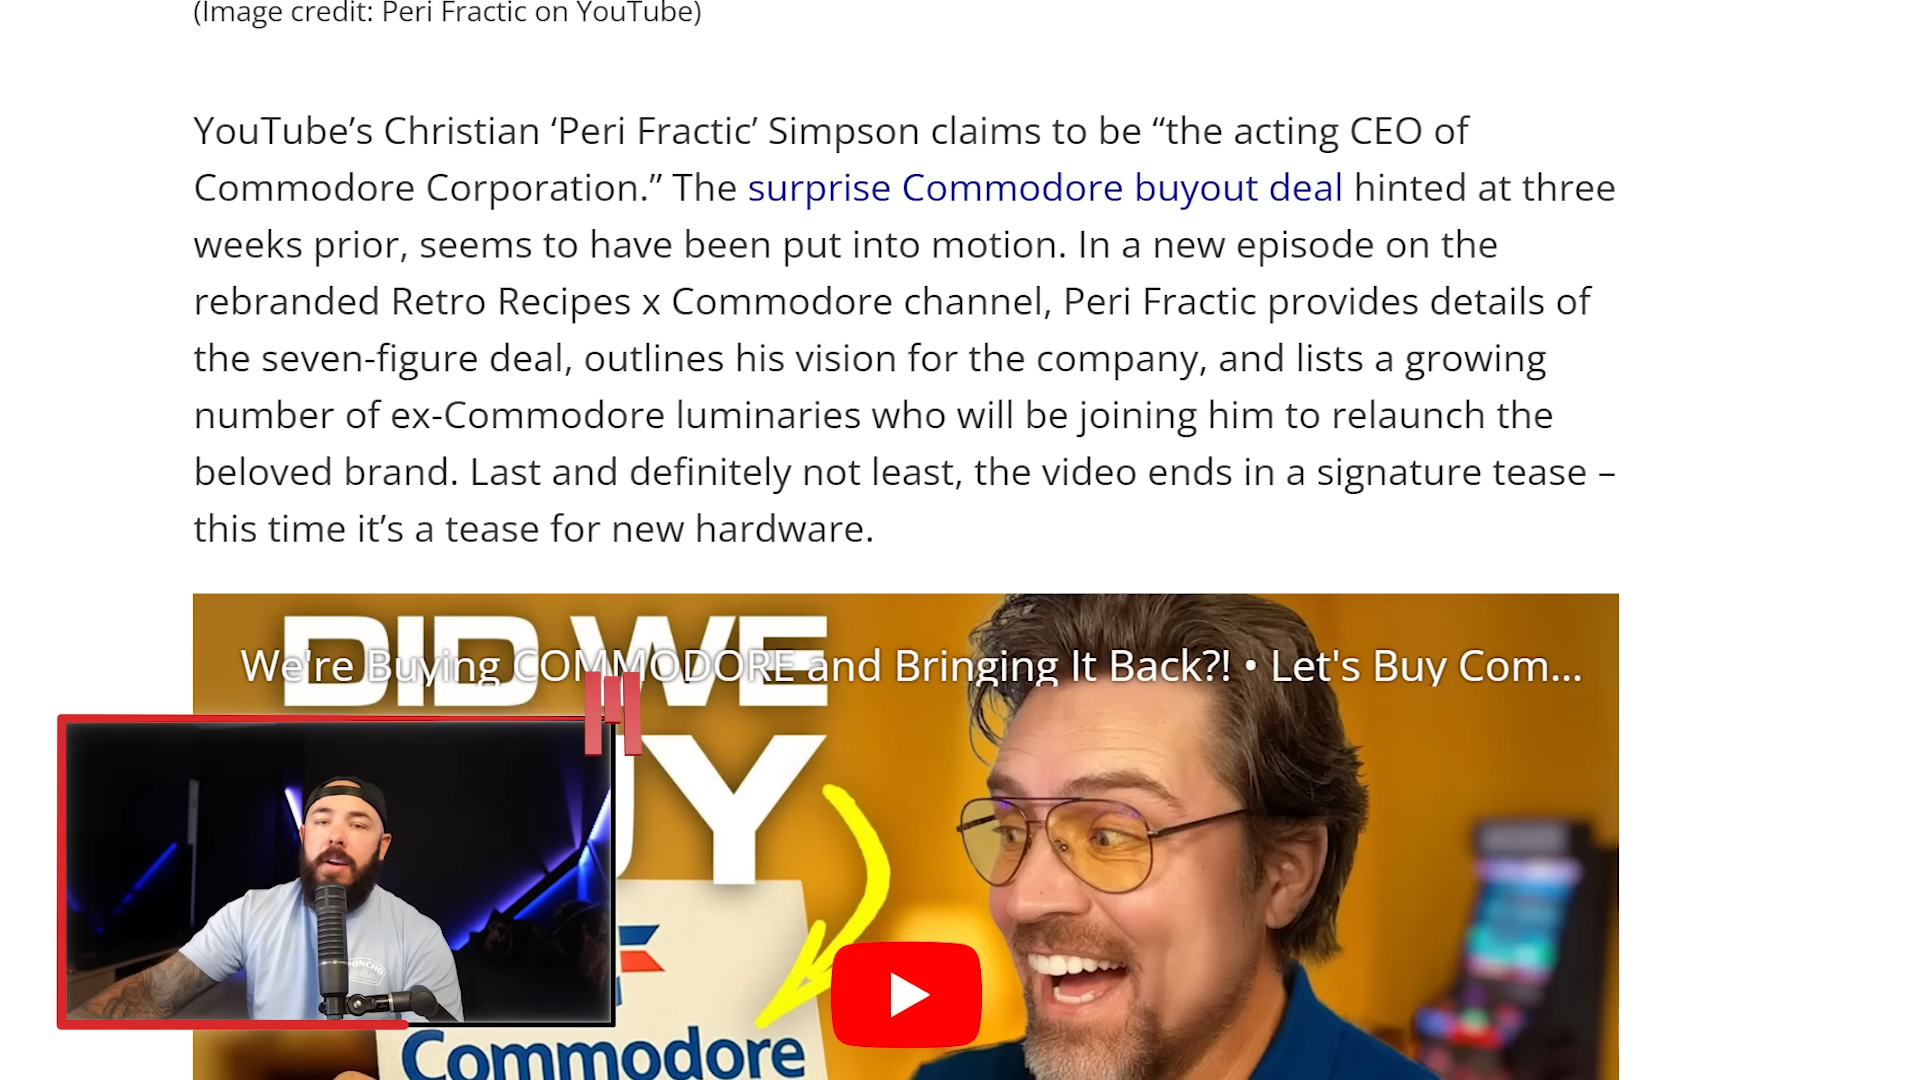 (Image credit: Peri Fractic on YouTube)
YouTube’s Christian ‘Peri Fractic’ Simpson claims to be “the acting CEO of
Commodore Corporation.” The surprise Commodore buyout deal hinted at three
weeks prior, seems to have been put into motion. In a new episode on the
rebranded Retro Recipes x Commodore channel, Peri Fractic provides details of
the seven-figure deal, outlines his vision for the company, and lists a growing
number of ex-Commodore luminaries who will be joining him to relaunch the
beloved brand. Last and definitely not least, the video ends in a signature tease –
this time it’s a tease for new hardware.
DID WE
We're Buying COMMODORE and Bringing It Back?! • Let's Buy Com...
UY
Commodore